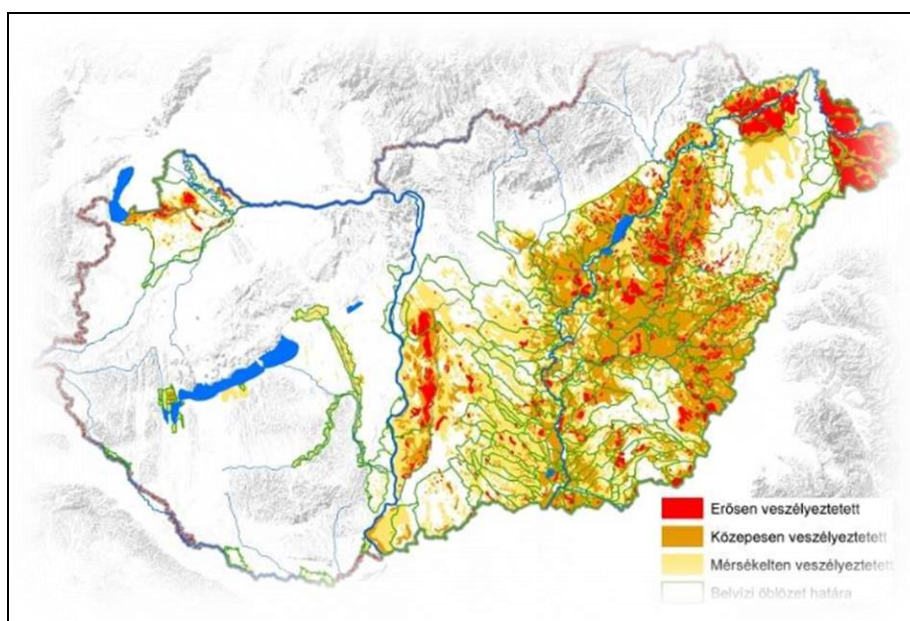 Erősen veszélyeztetett
Közepesen veszélyeztetett
Mérsékelten veszélyeztetett
Belvízi öblözet határa